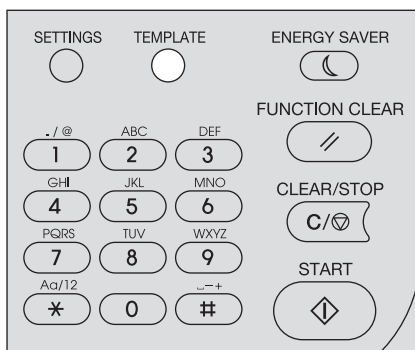 SETTINGS TEMPLATE ENERGY SAVER
FUNCTION CLEAR
. / @ ABC DEF
1 2 3
GHI JKL MNO
4 5 6
CLEAR/STOP
C/
PQRS TUV WXYZ
7 8 9
START
Aa/12 ⎵−+
* 0 #